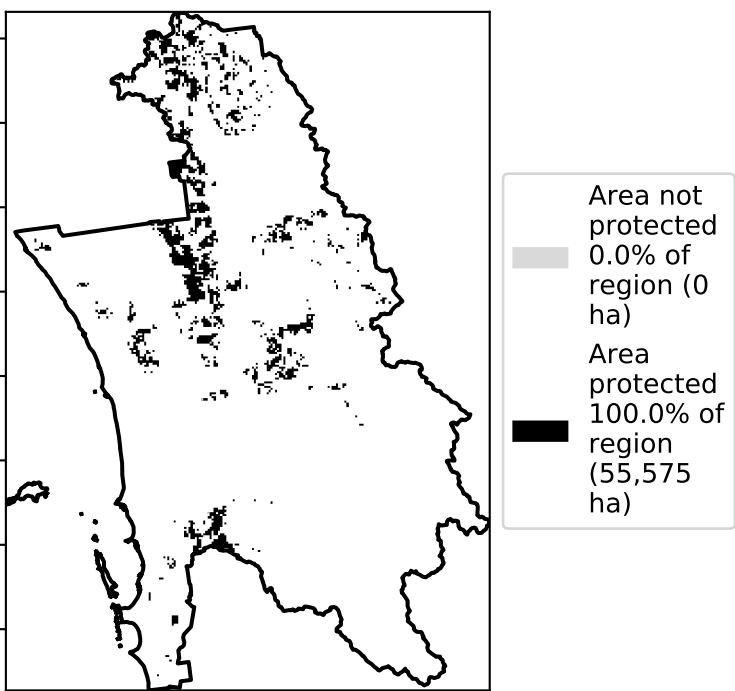 Area not
protected
0.0% of
region (0
ha)
Area
protected
100.0% of
region
(55,575
ha)